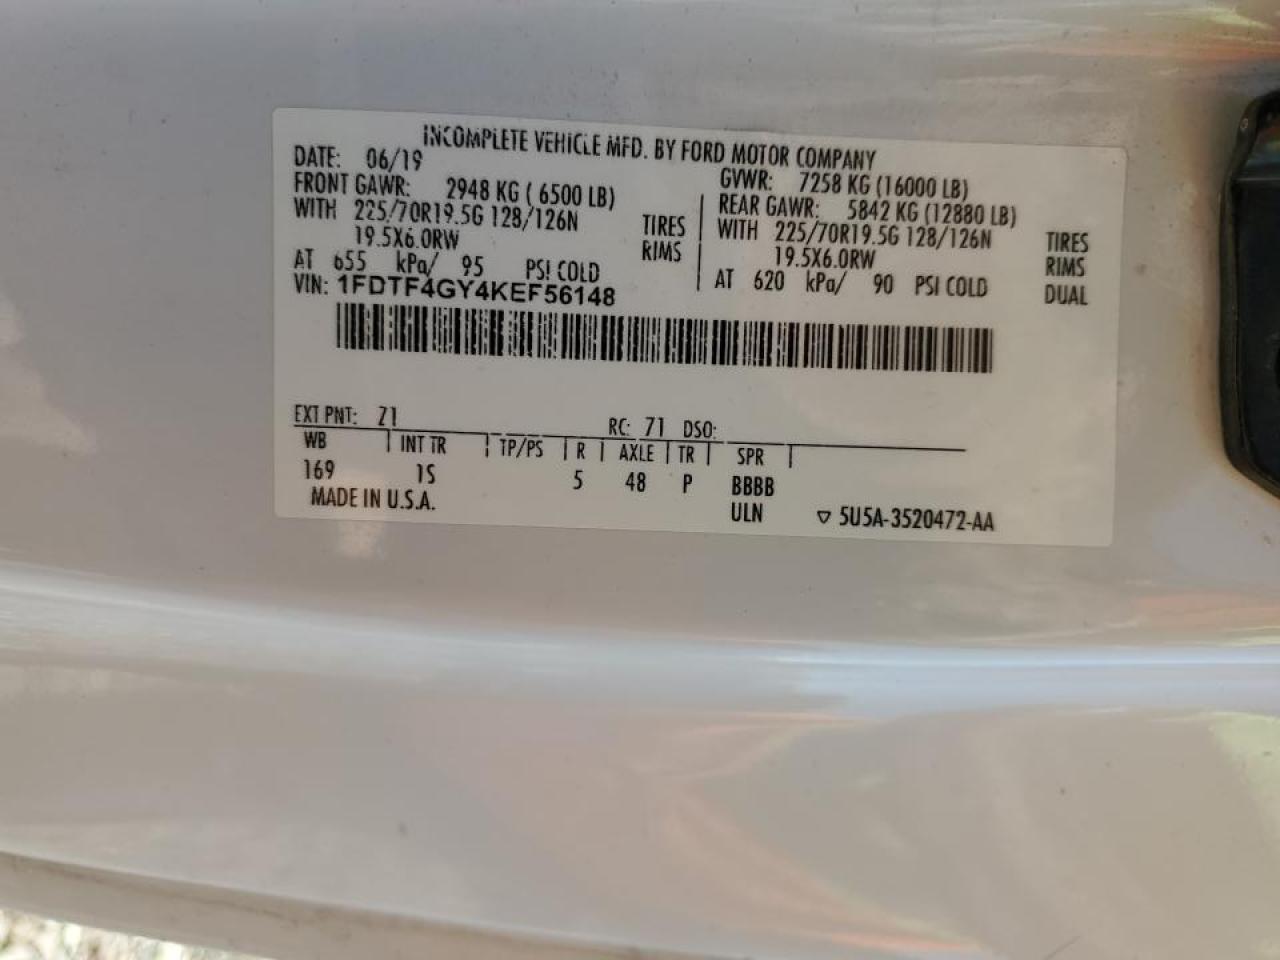 INCOMPLETE VEHICLE MFD. BY FORD MOTOR COMPANY
DATE: 06/19
GVWR: 7258 KG (16000 LB)
FRONT GAWR: 2948 KG ( 6500 LB)
REAR GAWR: 5842 KG (12880 LB)
WITH 225/70R19.5G 128/126N TIRES
WITH 225/70R19.5G 128/126N TIRES
19.5X6.0RW RIMS
19.5X6.0RW RIMS
AT 655 kPa/ 95 PSI COLD
AT 620 kPa/ 90 PSI COLD DUAL
VIN: 1FDTF4GY4KEF56148
EXT PNT: Z1 RC: 71 DSO:
WB INT TR TP/PS R AXLE TR SPR
169 1S 5 48 P BBBB
MADE IN U.S.A. ULN ▽ 5U5A-3520472-AA